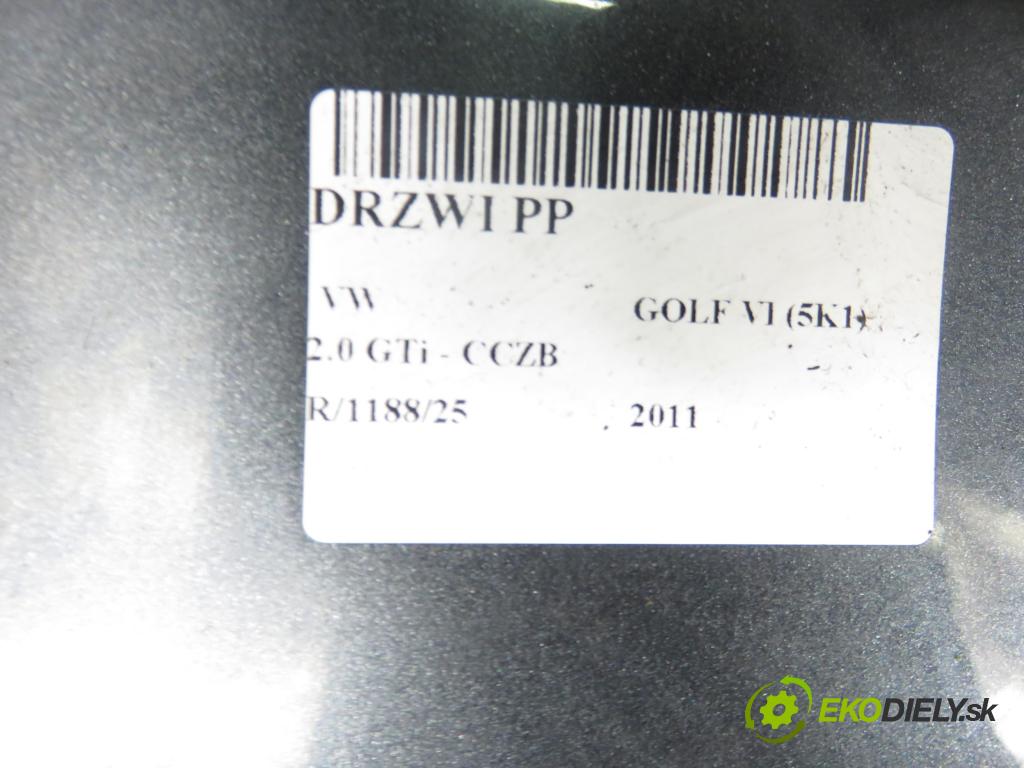 DRZWI PP
VW GOLF VI (5K1)
2.0 GTi - CCZB
R/1188/25 2011
EKODIELY.sk